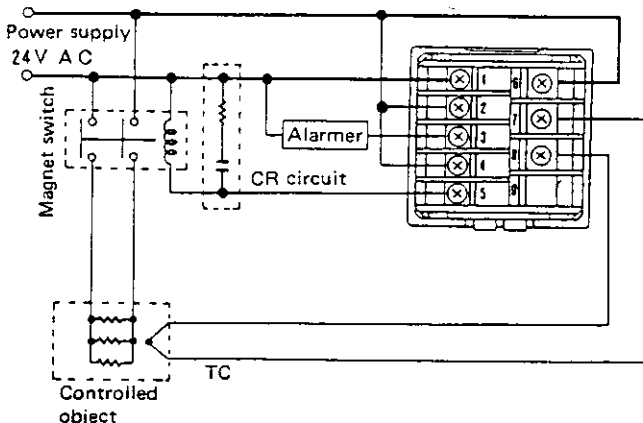 Power supply
24V AC
Magnet switch
Alarmer
CR circuit
1
2
3
4
5
6
7
8
9
TC
Controlled
object